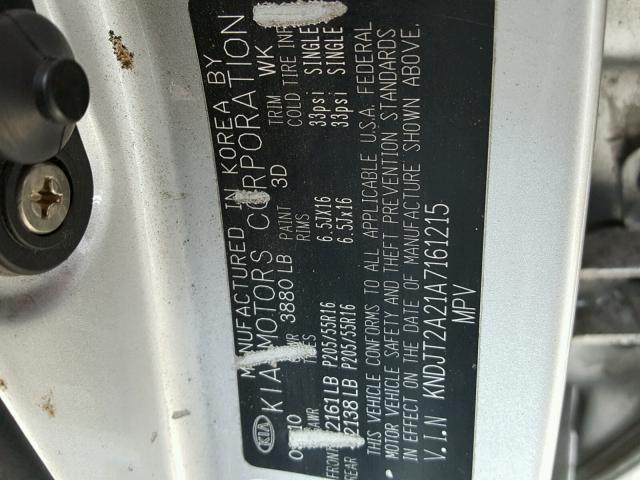 MANUFACTURED IN KOREA BY
KIA KIA MOTORS CORPORATION
3880 LB PAINT 3D TRIM WK
RIMS COLD TIRE INF
FRONT 2161 LB P205/55R16 6.5JX16 33psi SINGLE
REAR 2138 LB P205/55R16 6.5Jx16 33psi SINGLE
THIS VEHICLE CONFORMS TO ALL APPLICABLE U.S.A. FEDERAL
MOTOR VEHICLE SAFETY AND THEFT PREVENTION STANDARDS
IN EFFECT ON THE DATE OF MANUFACTURE SHOWN ABOVE.
V.I.N KNDJT2A21A7161215
MPV